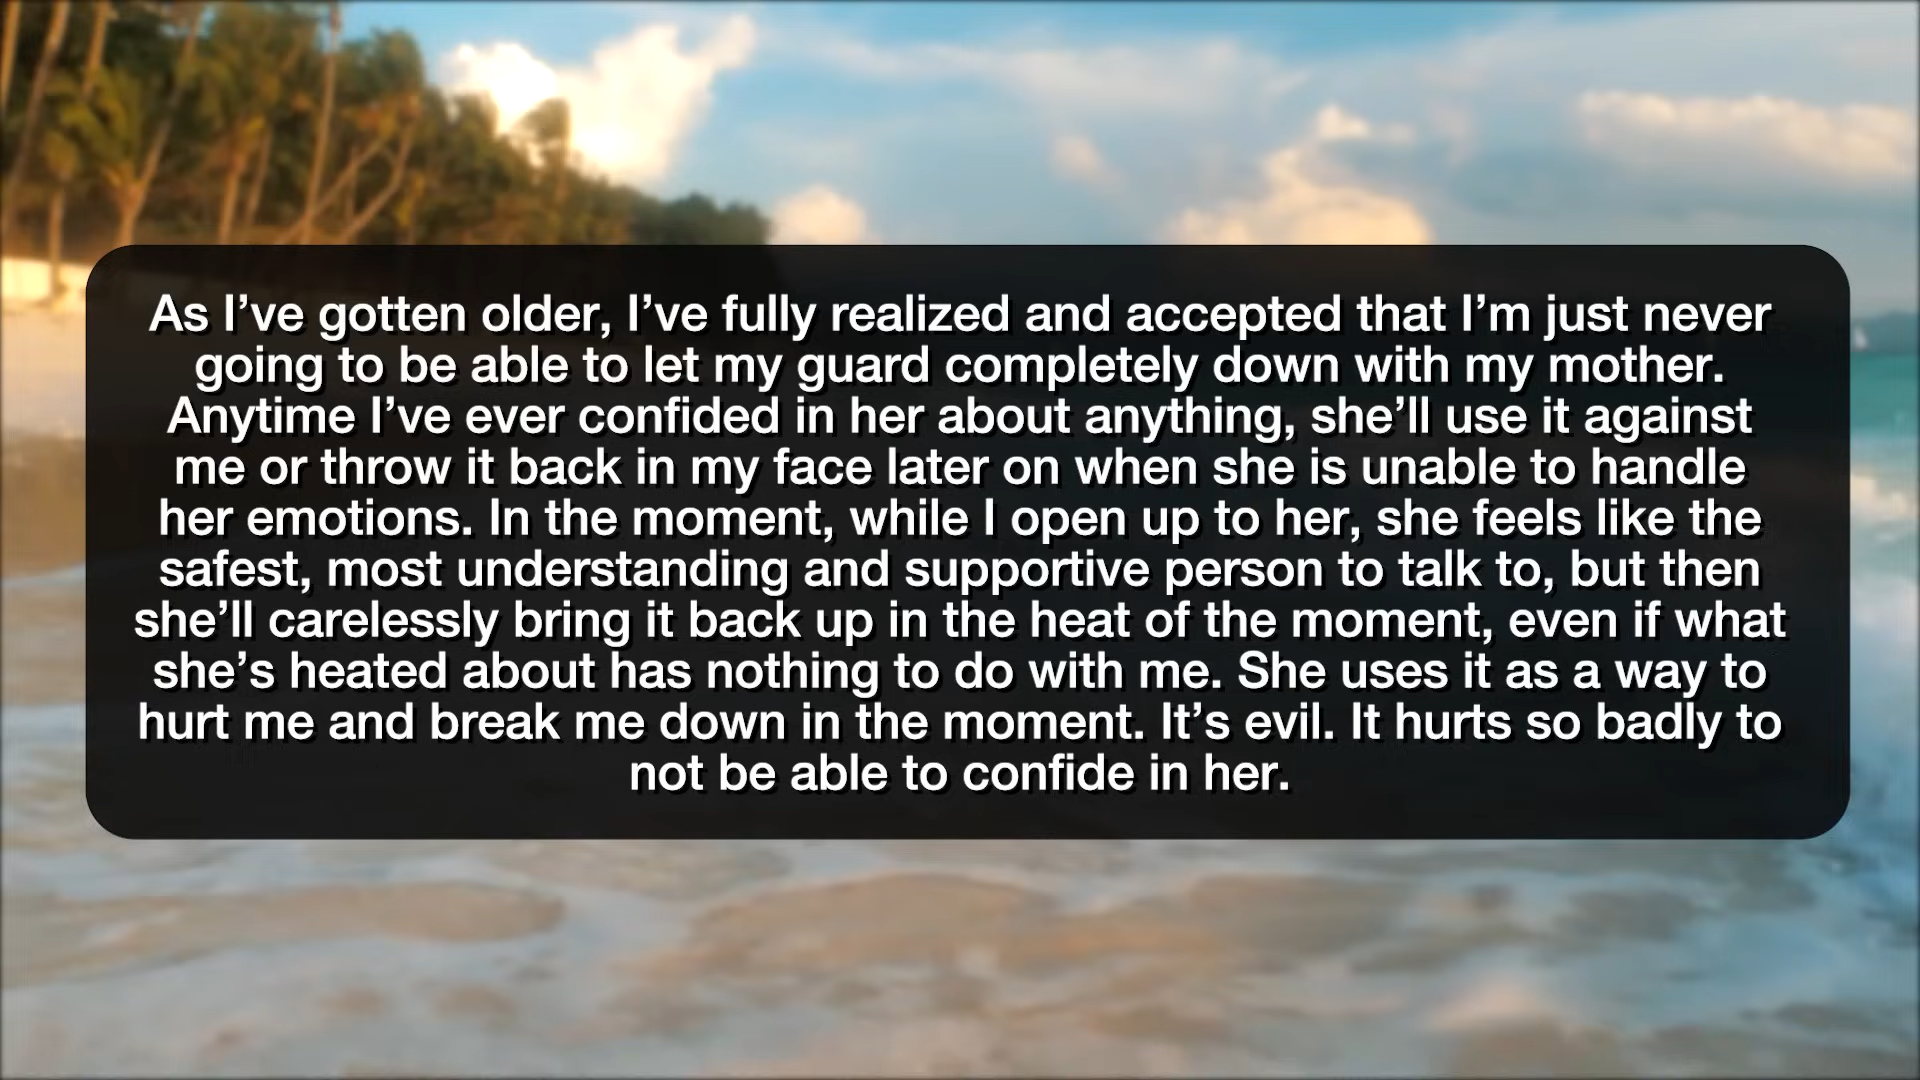 As I’ve gotten older, I’ve fully realized and accepted that I’m just never
going to be able to let my guard completely down with my mother.
Anytime I’ve ever confided in her about anything, she’ll use it against
me or throw it back in my face later on when she is unable to handle
her emotions. In the moment, while I open up to her, she feels like the
safest, most understanding and supportive person to talk to, but then
she’ll carelessly bring it back up in the heat of the moment, even if what
she’s heated about has nothing to do with me. She uses it as a way to
hurt me and break me down in the moment. It’s evil. It hurts so badly to
not be able to confide in her.